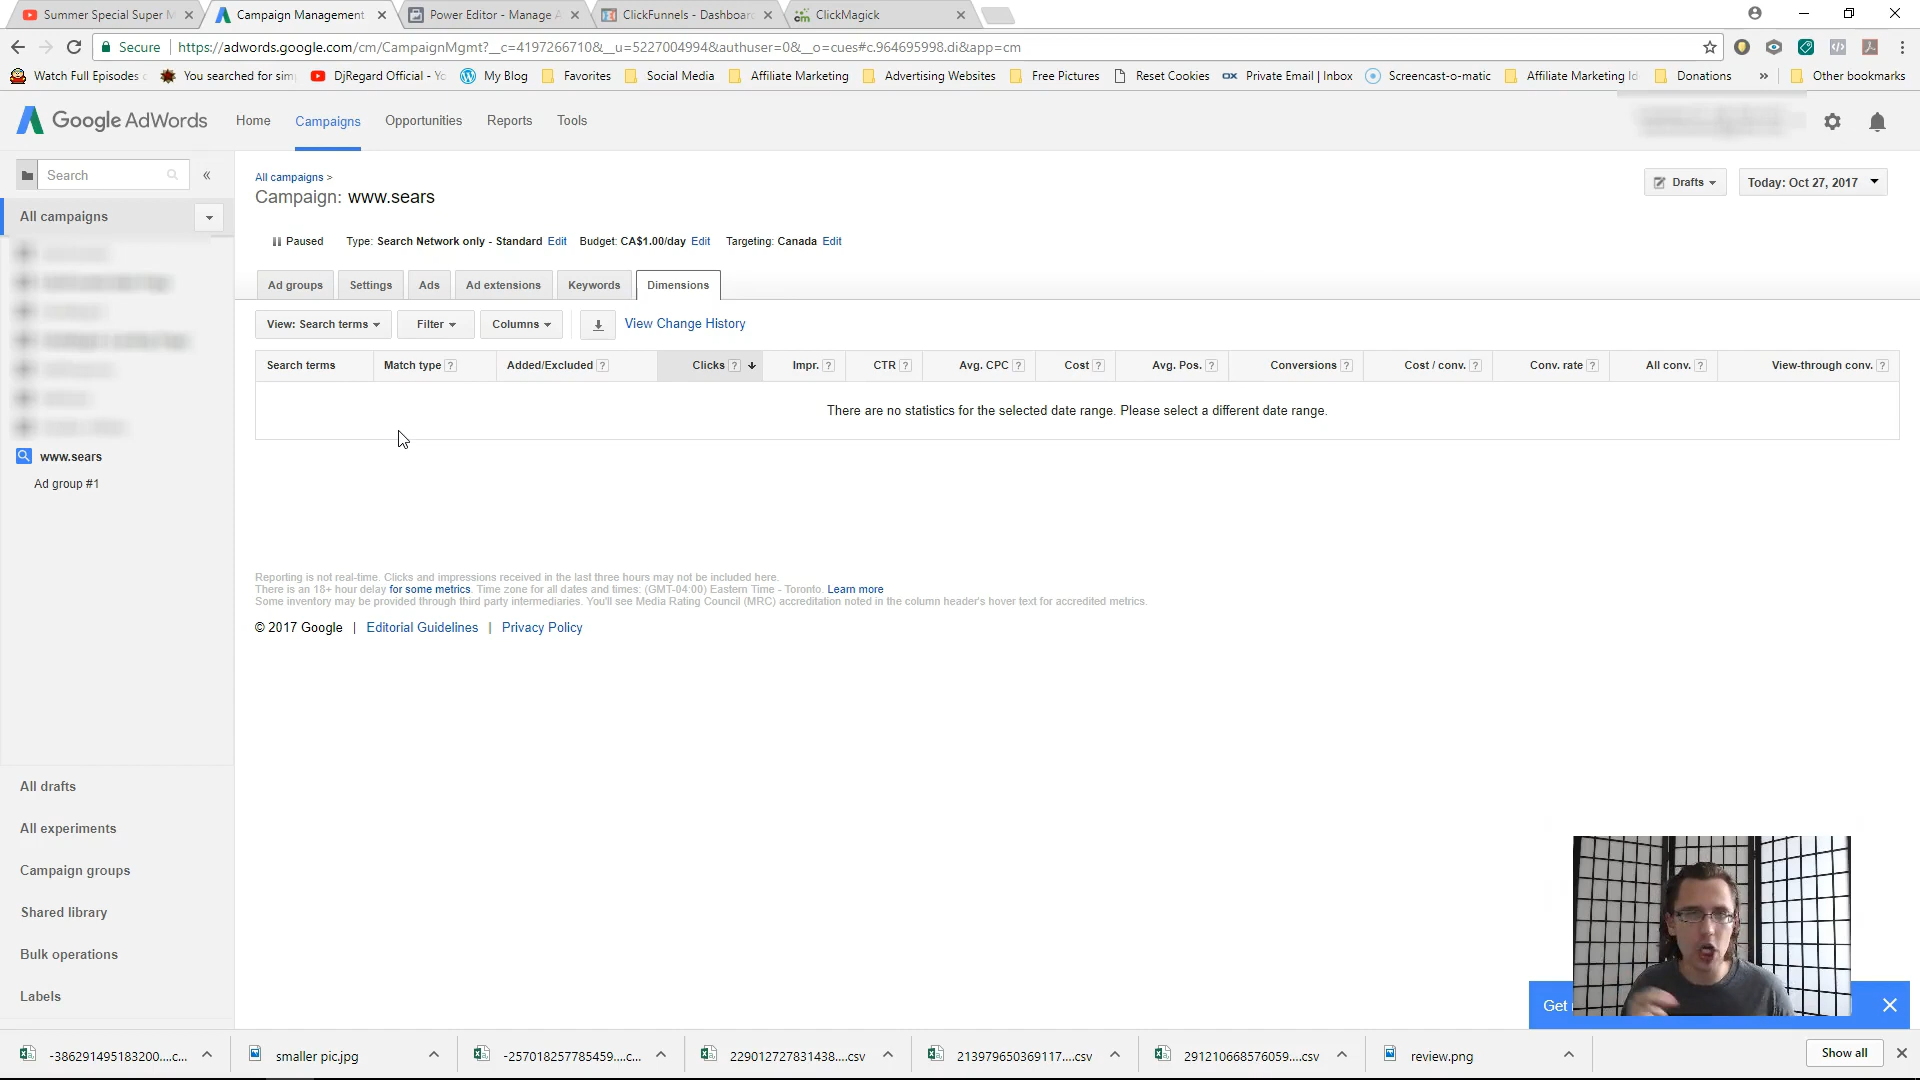 Summer Special Super M
Campaign Management
Power Editor - Manage A
ClickFunnels - Dashboard
ClickMagick
Secure
https://adwords.google.com/cm/CampaignMgmt?__c=4197266710&__u=5227004994&authuser=0&__o=cues#c.964695998.di&app=cm
Watch Full Episodes
You searched for sim
DjRegard Official - Yo
My Blog
Favorites
Social Media
Affiliate Marketing
Advertising Websites
Free Pictures
Reset Cookies
Private Email | Inbox
Screencast-o-matic
Affiliate Marketing Id
Donations
»
Other bookmarks
Google AdWords
Home
Campaigns
Opportunities
Reports
Tools
Search
«
All campaigns
www.sears
Ad group #1
All drafts
All experiments
Campaign groups
Shared library
Bulk operations
Labels
All campaigns >
Campaign: www.sears
Drafts
Today: Oct 27, 2017
Paused Type: Search Network only - Standard Edit Budget: CA$1.00/day Edit Targeting: Canada Edit
Ad groups
Settings
Ads
Ad extensions
Keywords
Dimensions
View: Search terms
Filter
Columns
View Change History
Search terms
Match type ?
Added/Excluded ?
Clicks ?
Impr. ?
CTR ?
Avg. CPC ?
Cost ?
Avg. Pos. ?
Conversions ?
Cost / conv. ?
Conv. rate ?
All conv. ?
View-through conv. ?
There are no statistics for the selected date range. Please select a different date range.
Reporting is not real-time. Clicks and impressions received in the last three hours may not be included here.
There is an 18+ hour delay for some metrics. Time zone for all dates and times: (GMT-04:00) Eastern Time - Toronto. Learn more
Some inventory may be provided through third party intermediaries. You'll see Media Rating Council (MRC) accreditation noted in the column header's hover text for accredited metrics.
© 2017 Google | Editorial Guidelines | Privacy Policy
Get
-386291495183200....c...
smaller pic.jpg
-257018257785459....c...
229012727831438....csv
213979650369117....csv
291210668576059....csv
review.png
Show all